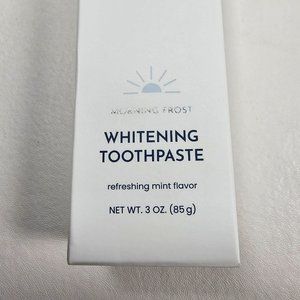 MORNING FROST
WHITENING
TOOTHPASTE
refreshing mint flavor
NET WT. 3 OZ. (85 g)